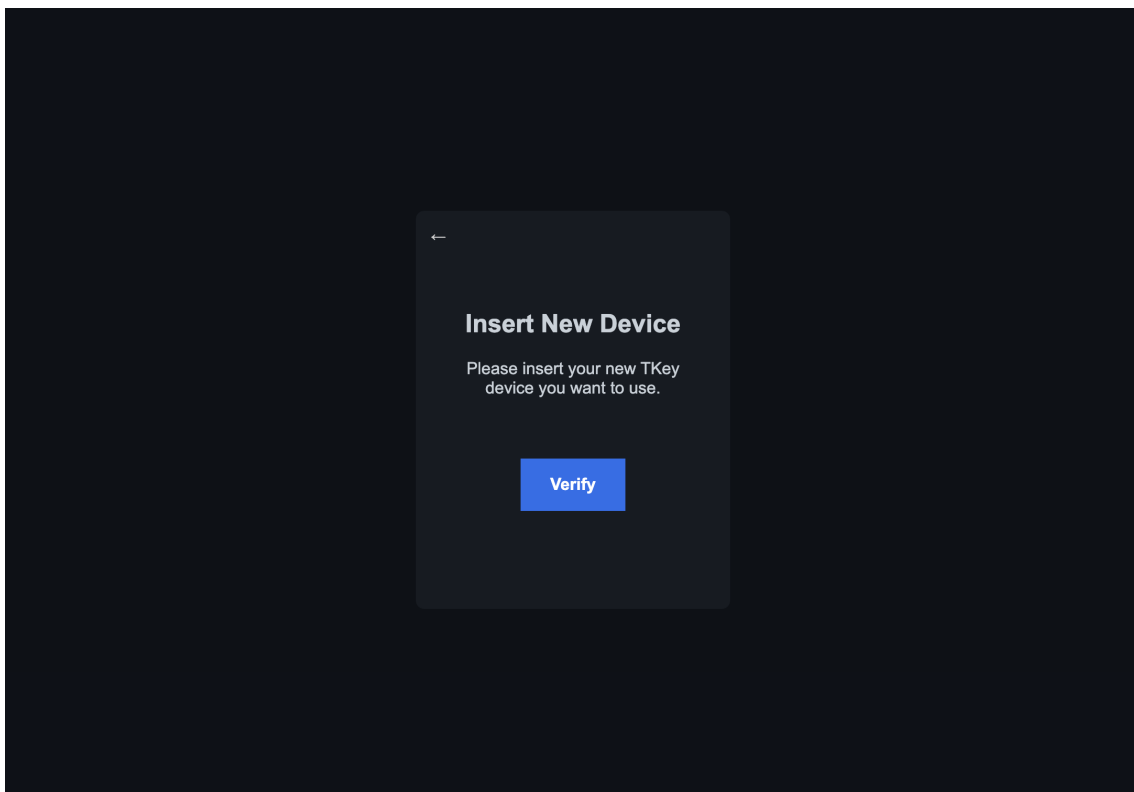 ←
Insert New Device
Please insert your new TKey
device you want to use.
Verify